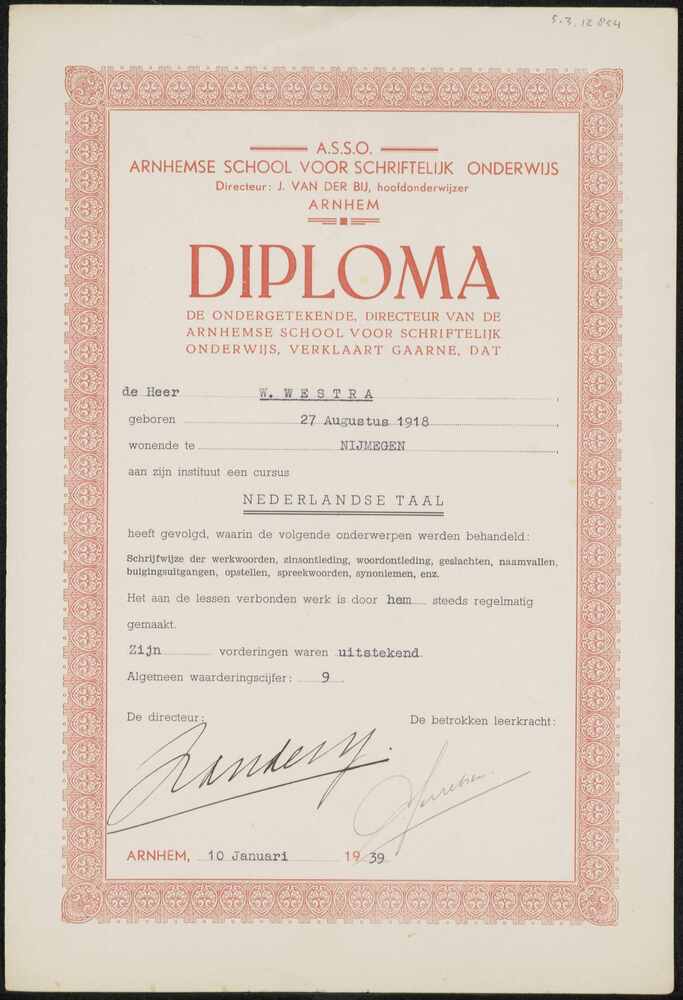 5.3.12854
A.S.S.O.
ARNHEMSE SCHOOL VOOR SCHRIFTELIJK ONDERWIJS
Directeur: J. VAN DER BIJ, hoofdonderwijzer
ARNHEM
DIPLOMA
DE ONDERGETEKENDE, DIRECTEUR VAN DE
ARNHEMSE SCHOOL VOOR SCHRIFTELIJK
ONDERWIJS, VERKLAART GAARNE, DAT
de Heer W. WESTRA,
geboren 27 Augustus 1918,
wonende te NIJMEGEN,
aan zijn instituut een cursus
NEDERLANDSE TAAL
heeft gevolgd, waarin de volgende onderwerpen werden behandeld:
Schrijfwijze der werkwoorden, zinsontleding, woordontleding, geslachten, naamvallen,
buigingsuitgangen, opstellen, spreekwoorden, synoniemen, enz.
Het aan de lessen verbonden werk is door hem steeds regelmatig
gemaakt.
Zijn vorderingen waren uitstekend.
Algemeen waarderingscijfer: 9.
De directeur: De betrokken leerkracht:
ARNHEM, 10 Januari 1939.